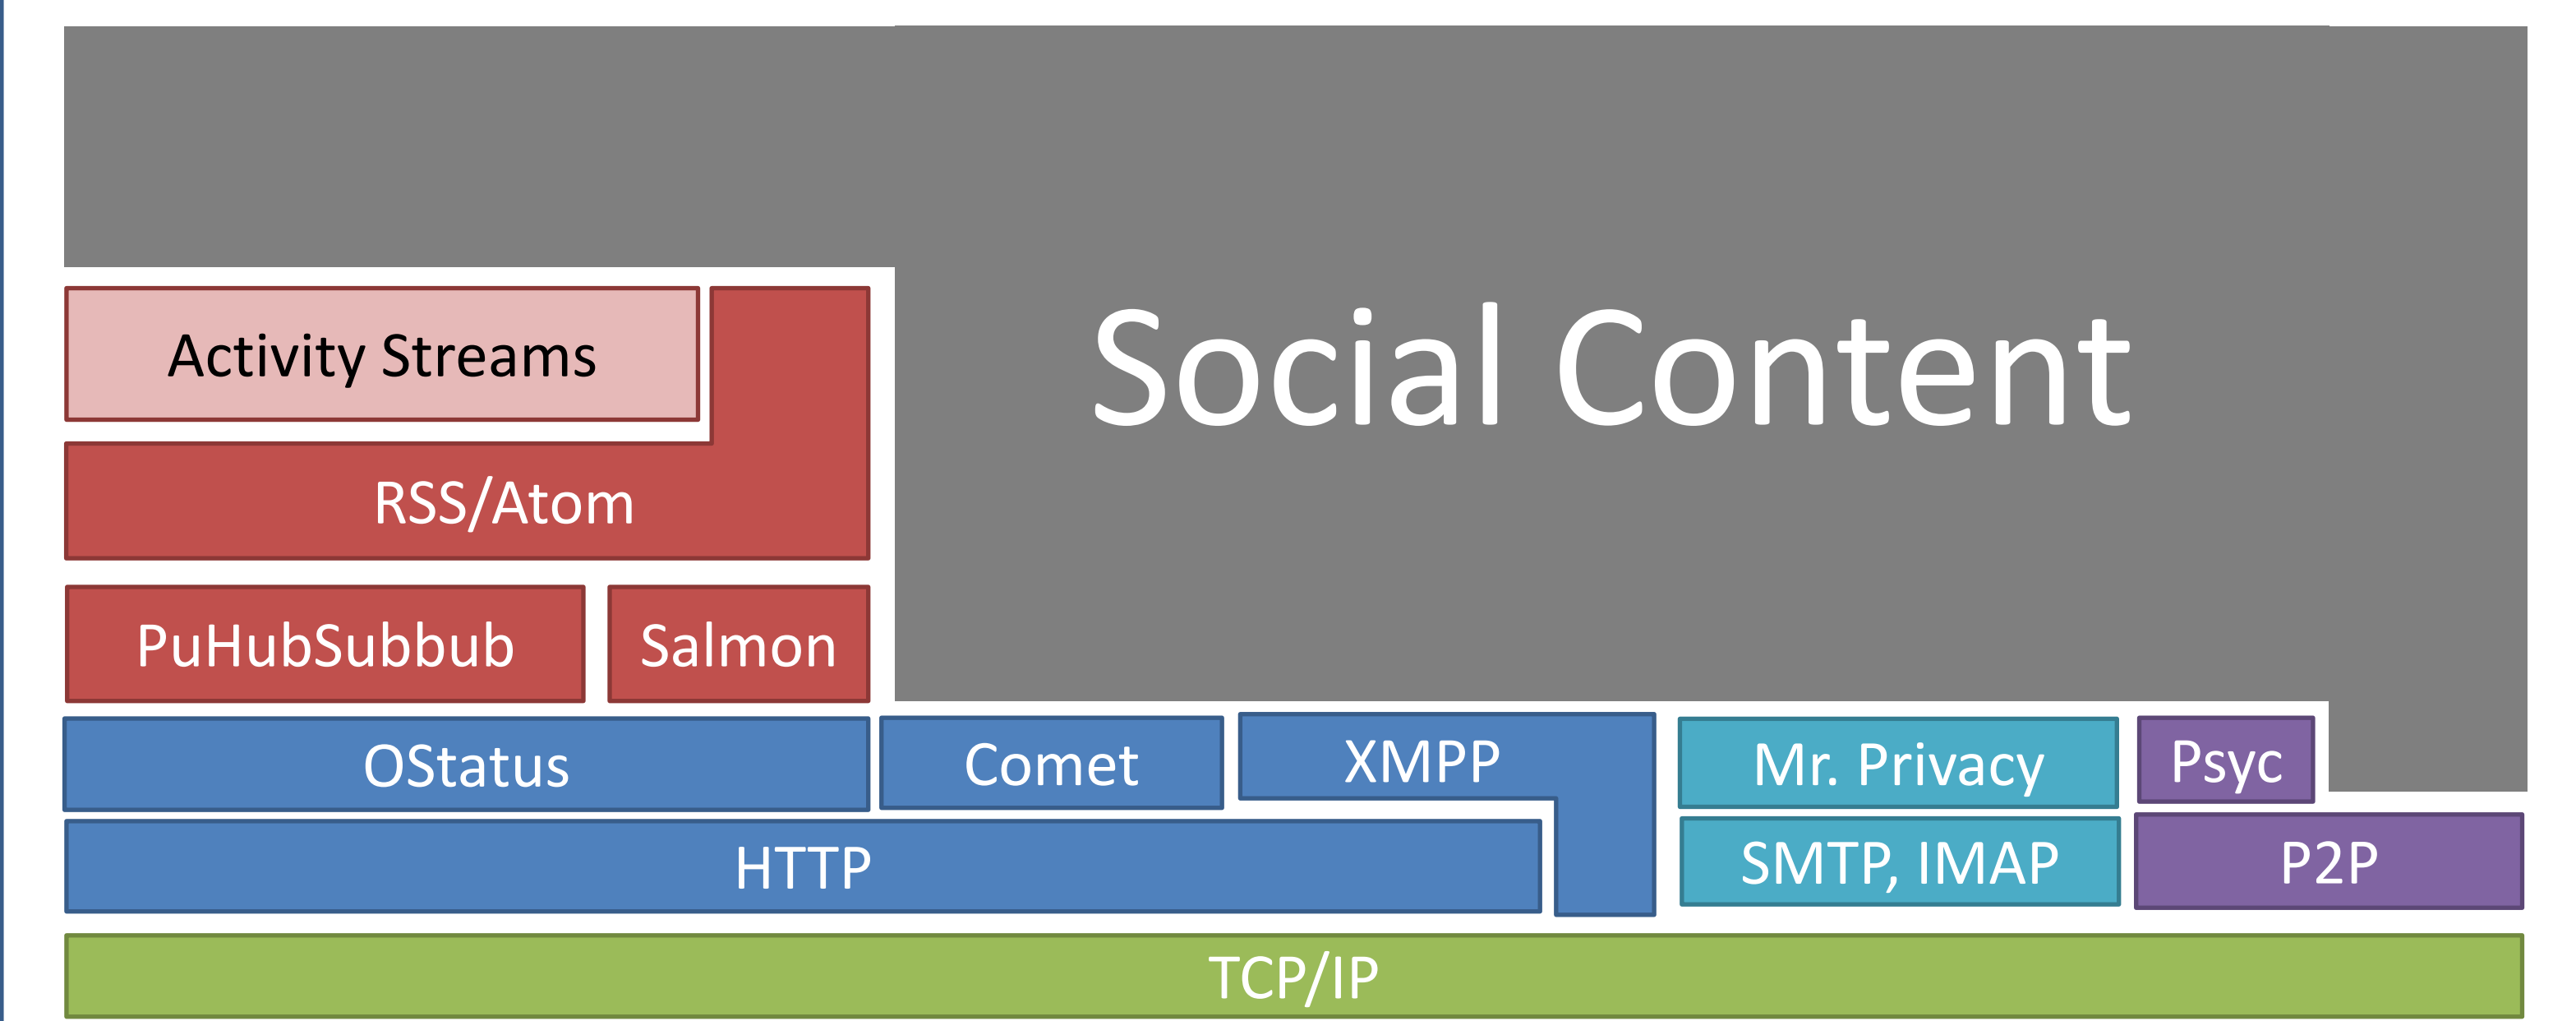 Social Content
Activity Streams
RSS/Atom
PuHubSubbub
Salmon
OStatus
Comet
XMPP
Mr. Privacy
Psyc
HTTP
SMTP, IMAP
P2P
TCP/IP